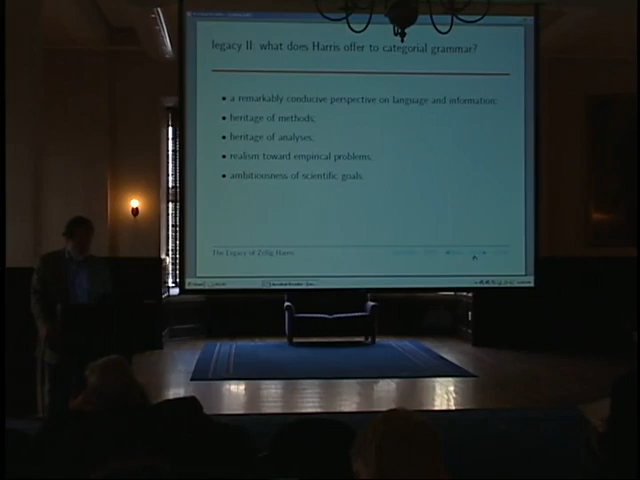 legacy II: what does Harris offer to categorial grammar?
• a remarkably conducive perspective on language and information;
• heritage of methods;
• heritage of analyses;
• realism toward empirical problems;
• ambitiousness of scientific goals.
The Legacy of Zellig Harris